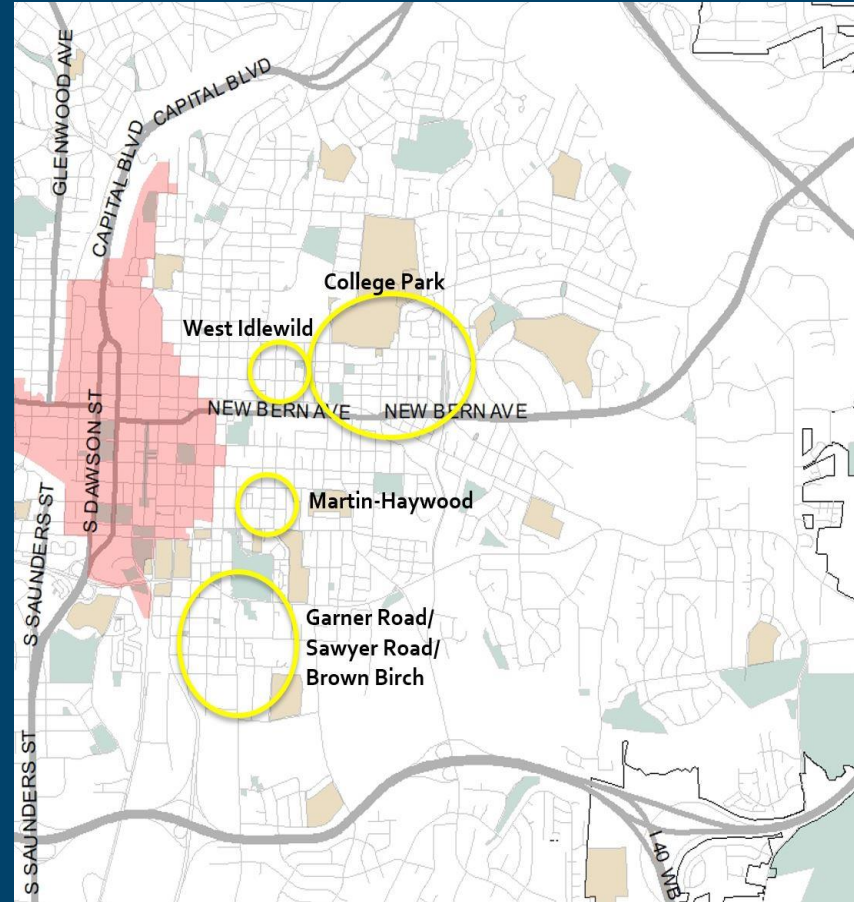 GLENWOOD AVE
CAPITAL BLVD
CAPITAL BLVD
College Park
West Idlewild
NEW BERN AVE
NEW BERN AVE
S DAWSON ST
Martin-Haywood
S SAUNDERS ST
Garner Road/
Sawyer Road/
Brown Birch
S SAUNDERS ST
I 40 WB